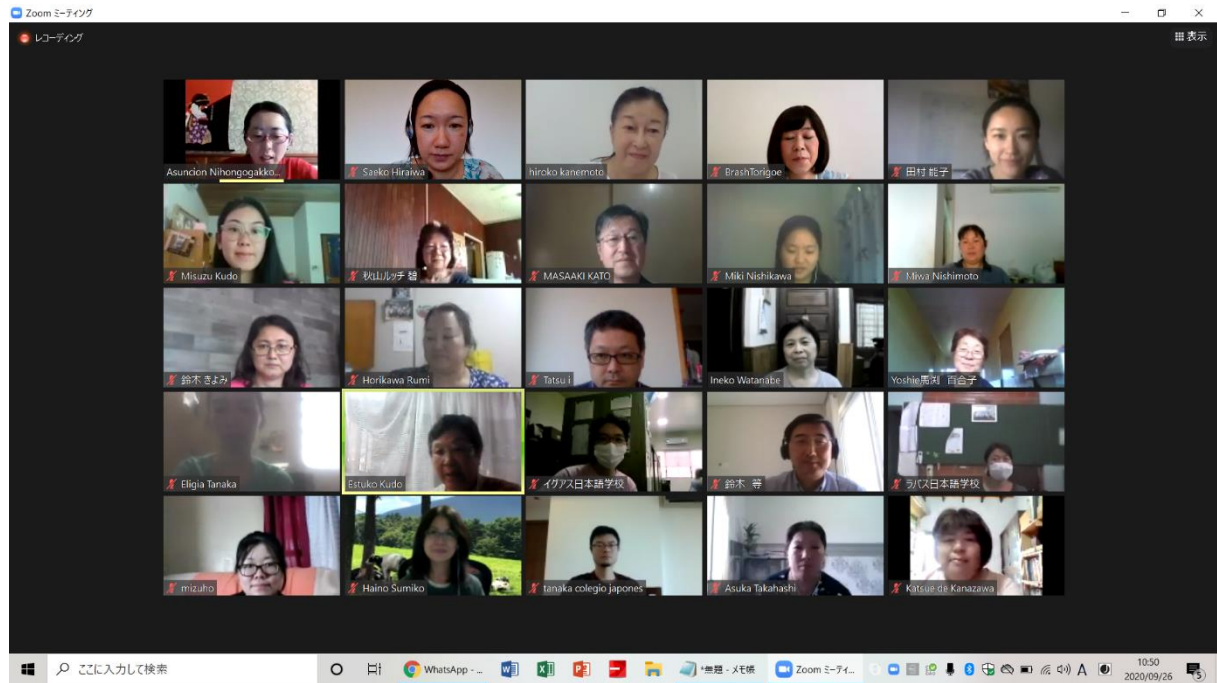 Zoom ミーティング
レコーディング
表示
Asuncion Nihongogakko...
Saeko Hiraiwa
hiroko kanemoto
BrashTorigoe
田村 能子
Misuzu Kudo
秋山ルッチ 碧
MASAAKI KATO
Miki Nishikawa
Miwa Nishimoto
鈴木 きよみ
Horikawa Rumi
Tatsu i
Ineko Watanabe
Yoshie馬渕 百合子
Eligia Tanaka
Estuko Kudo
イグアス日本語学校
鈴木 等
ラパス日本語学校
mizuho
Haino Sumiko
tanaka colegio japones
Asuka Takahashi
Katsue de Kanazawa
ここに入力して検索
WhatsApp - ...
*無題 - メモ帳
Zoom ミーティ...
A
10:50
2020/09/26
5